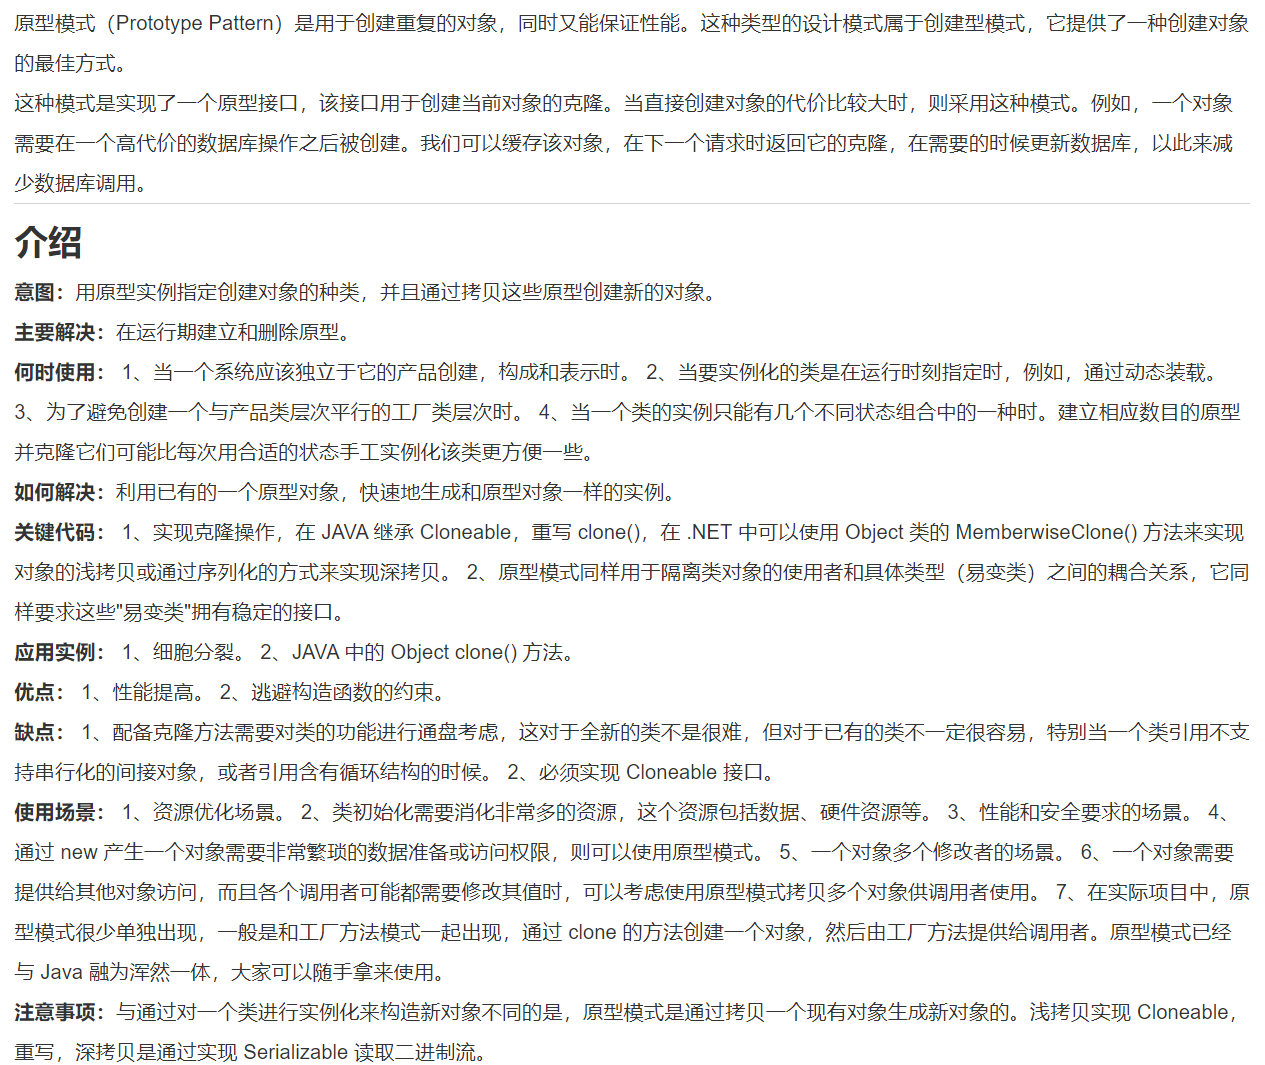 原型模式（Prototype Pattern）是用于创建重复的对象，同时又能保证性能。这种类型的设计模式属于创建型模式，它提供了一种创建对象
的最佳方式。
这种模式是实现了一个原型接口，该接口用于创建当前对象的克隆。当直接创建对象的代价比较大时，则采用这种模式。例如，一个对象
需要在一个高代价的数据库操作之后被创建。我们可以缓存该对象，在下一个请求时返回它的克隆，在需要的时候更新数据库，以此来减
少数据库调用。
介绍
意图：用原型实例指定创建对象的种类，并且通过拷贝这些原型创建新的对象。
主要解决：在运行期建立和删除原型。
何时使用： 1、当一个系统应该独立于它的产品创建，构成和表示时。 2、当要实例化的类是在运行时刻指定时，例如，通过动态装载。
3、为了避免创建一个与产品类层次平行的工厂类层次时。 4、当一个类的实例只能有几个不同状态组合中的一种时。建立相应数目的原型
并克隆它们可能比每次用合适的状态手工实例化该类更方便一些。
如何解决：利用已有的一个原型对象，快速地生成和原型对象一样的实例。
关键代码： 1、实现克隆操作，在 JAVA 继承 Cloneable，重写 clone()，在 .NET 中可以使用 Object 类的 MemberwiseClone() 方法来实现
对象的浅拷贝或通过序列化的方式来实现深拷贝。 2、原型模式同样用于隔离类对象的使用者和具体类型（易变类）之间的耦合关系，它同
样要求这些"易变类"拥有稳定的接口。
应用实例： 1、细胞分裂。 2、JAVA 中的 Object clone() 方法。
优点： 1、性能提高。 2、逃避构造函数的约束。
缺点： 1、配备克隆方法需要对类的功能进行通盘考虑，这对于全新的类不是很难，但对于已有的类不一定很容易，特别当一个类引用不支
持串行化的间接对象，或者引用含有循环结构的时候。 2、必须实现 Cloneable 接口。
使用场景： 1、资源优化场景。 2、类初始化需要消化非常多的资源，这个资源包括数据、硬件资源等。 3、性能和安全要求的场景。 4、
通过 new 产生一个对象需要非常繁琐的数据准备或访问权限，则可以使用原型模式。 5、一个对象多个修改者的场景。 6、一个对象需要
提供给其他对象访问，而且各个调用者可能都需要修改其值时，可以考虑使用原型模式拷贝多个对象供调用者使用。 7、在实际项目中，原
型模式很少单独出现，一般是和工厂方法模式一起出现，通过 clone 的方法创建一个对象，然后由工厂方法提供给调用者。原型模式已经
与 Java 融为浑然一体，大家可以随手拿来使用。
注意事项：与通过对一个类进行实例化来构造新对象不同的是，原型模式是通过拷贝一个现有对象生成新对象的。浅拷贝实现 Cloneable，
重写，深拷贝是通过实现 Serializable 读取二进制流。